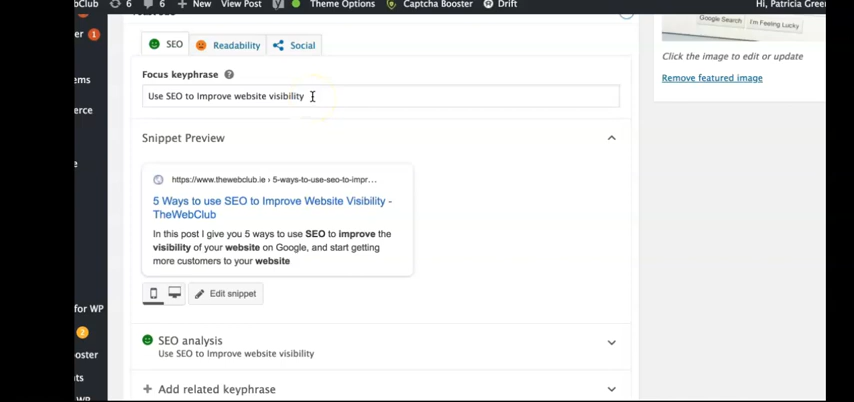 bClub 6 6 New View Post Theme Options Captcha Booster Drift Hi, Patricia Green
er 1
ems
erce
for WP
2
oster
nts
SEO Readability Social
Focus keyphrase ?
Use SEO to Improve website visibility
Snippet Preview
https://www.thewebclub.ie › 5-ways-to-use-seo-to-impr…
5 Ways to use SEO to Improve Website Visibility -
TheWebClub
In this post I give you 5 ways to use SEO to improve the
visibility of your website on Google, and start getting
more customers to your website
Edit snippet
SEO analysis
Use SEO to Improve website visibility
Add related keyphrase
Google Search I'm Feeling Lucky
Click the image to edit or update
Remove featured image